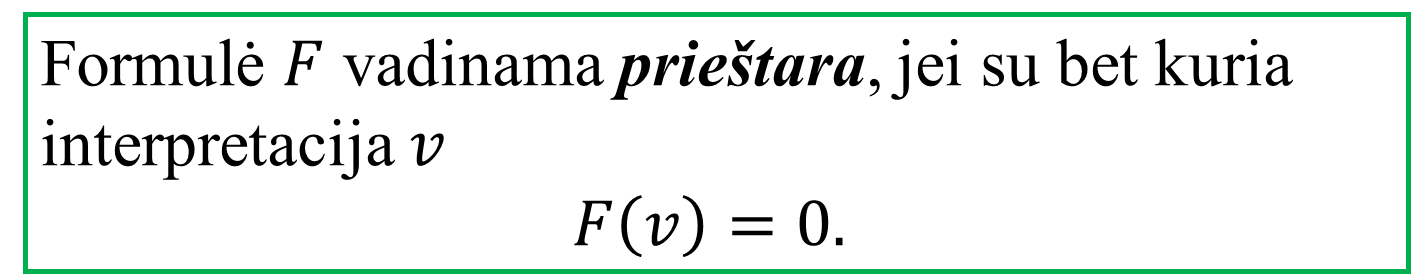 Formulė F vadinama prieštara, jei su bet kuria
interpretacija v
F(v) = 0.